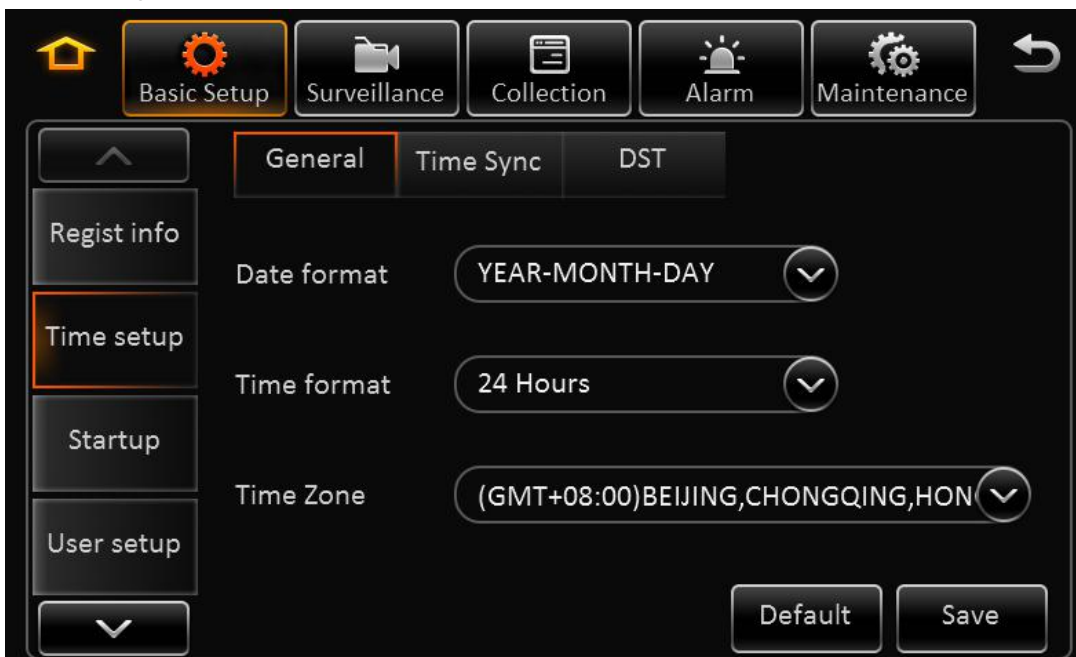 Basic Setup
Surveillance
Collection
Alarm
Maintenance
General
Time Sync
DST
Regist info
Time setup
Startup
User setup
Date format
YEAR-MONTH-DAY
Time format
24 Hours
Time Zone
(GMT+08:00)BEIJING,CHONGQING,HON
Default
Save